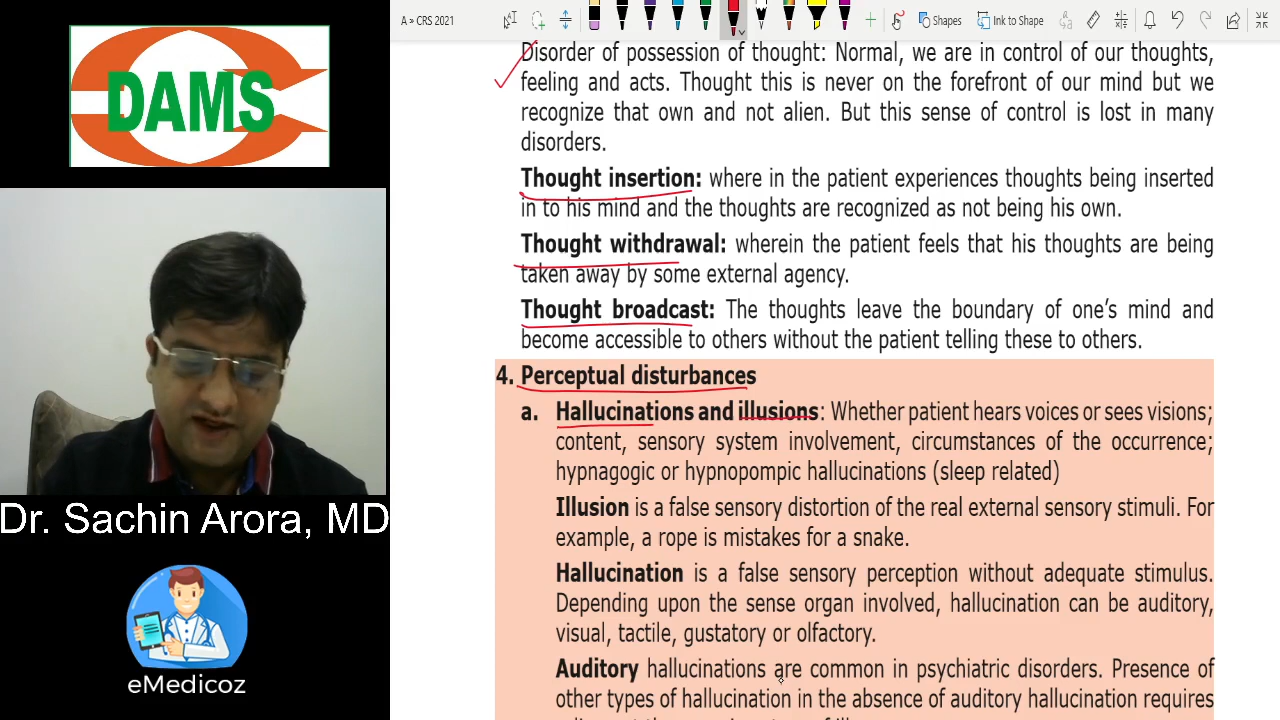 A » CRS 2021
Shapes
Ink to Shape
DAMS
Disorder of possession of thought: Normal, we are in control of our thoughts,
feeling and acts. Thought this is never on the forefront of our mind but we
recognize that own and not alien. But this sense of control is lost in many
disorders.
Thought insertion: where in the patient experiences thoughts being inserted
in to his mind and the thoughts are recognized as not being his own.
Thought withdrawal: wherein the patient feels that his thoughts are being
taken away by some external agency.
Thought broadcast: The thoughts leave the boundary of one's mind and
become accessible to others without the patient telling these to others.
4. Perceptual disturbances
a. Hallucinations and illusions: Whether patient hears voices or sees visions;
content, sensory system involvement, circumstances of the occurrence;
hypnagogic or hypnopompic hallucinations (sleep related)
Illusion is a false sensory distortion of the real external sensory stimuli. For
example, a rope is mistakes for a snake.
Hallucination is a false sensory perception without adequate stimulus.
Depending upon the sense organ involved, hallucination can be auditory,
visual, tactile, gustatory or olfactory.
Auditory hallucinations are common in psychiatric disorders. Presence of
other types of hallucination in the absence of auditory hallucination requires
Dr. Sachin Arora, MD
eMedicoz